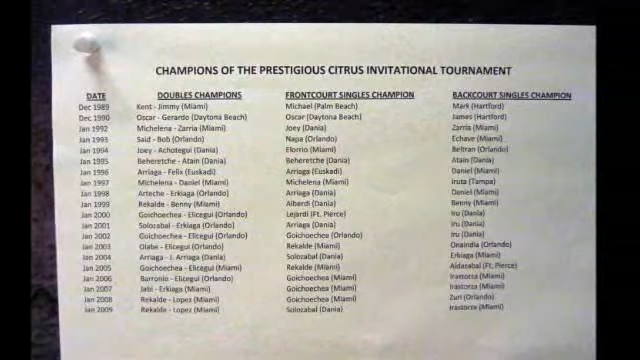 CHAMPIONS OF THE PRESTIGIOUS CITRUS INVITATIONAL TOURNAMENT
DATE DOUBLES CHAMPIONS FRONTCOURT SINGLES CHAMPION BACKCOURT SINGLES CHAMPION
Dec 1989 Kent - Jimmy (Miami) Michael (Palm Beach) Mark (Hartford)
Dec 1990 Oscar - Gerardo (Daytona Beach) Oscar (Daytona Beach) James (Hartford)
Jan 1992 Michelena - Zarria (Miami) Joey (Dania) Zarria (Miami)
Jan 1993 Said - Bob (Orlando) Napa (Orlando) Echave (Miami)
Jan 1994 Joey - Achotegui (Dania) Elorrio (Miami) Beltran (Orlando)
Jan 1995 Beheretche - Atain (Dania) Beheretche (Dania) Atain (Dania)
Jan 1996 Arriaga - Felix (Euskadi) Arriaga (Euskadi) Daniel (Miami)
Jan 1997 Michelena - Daniel (Miami) Michelena (Miami) Iruta (Tampa)
Jan 1998 Arteche - Erkiaga (Orlando) Arriaga (Dania) Daniel (Miami)
Jan 1999 Rekalde - Benny (Miami) Alberdi (Dania) Benny (Miami)
Jan 2000 Goichoechea - Elicegui (Orlando) Lejardi (Ft. Pierce) Iru (Dania)
Jan 2001 Solozabal - Erkiaga (Orlando) Arriaga (Dania) Iru (Dania)
Jan 2002 Goichoechea - Elicegui (Orlando) Goichoechea (Orlando) Iru (Dania)
Jan 2003 Olabe - Elicegui (Orlando) Rekalde (Miami) Onaindia (Orlando)
Jan 2004 Arriaga - J. Arriaga (Dania) Solozabal (Dania) Erkiaga (Miami)
Jan 2005 Goichoechea - Elicegui (Miami) Rekalde (Miami) Aldazabal (Ft. Pierce)
Jan 2006 Barronio - Elicegui (Orlando) Goichoechea (Miami) Irastorza (Miami)
Jan 2007 Jabi - Erkiaga (Miami) Goichoechea (Miami) Irastorza (Miami)
Jan 2008 Rekalde - Lopez (Miami) Goichoechea (Miami) Zuri (Orlando)
Jan 2009 Rekalde - Lopez (Miami) Solozabal (Dania) Irastorza (Miami)